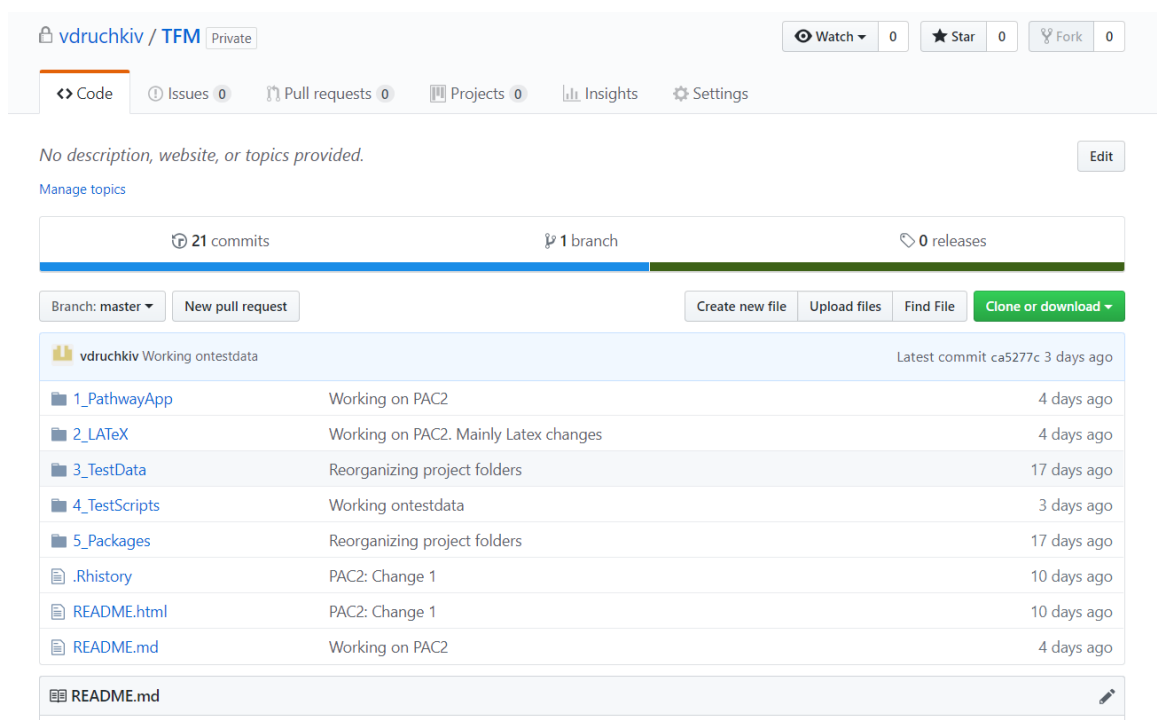 vdruchkiv / TFM Private Watch 0 Star 0 Fork 0
Code Issues 0 Pull requests 0 Projects 0 Insights Settings
No description, website, or topics provided. Edit
Manage topics
21 commits 1 branch 0 releases
Branch: master New pull request Create new file Upload files Find File Clone or download
vdruchkiv Working ontestdata Latest commit ca5277c 3 days ago
1_PathwayApp Working on PAC2 4 days ago
2_LATeX Working on PAC2. Mainly Latex changes 4 days ago
3_TestData Reorganizing project folders 17 days ago
4_TestScripts Working ontestdata 3 days ago
5_Packages Reorganizing project folders 17 days ago
.Rhistory PAC2: Change 1 10 days ago
README.html PAC2: Change 1 10 days ago
README.md Working on PAC2 4 days ago
README.md